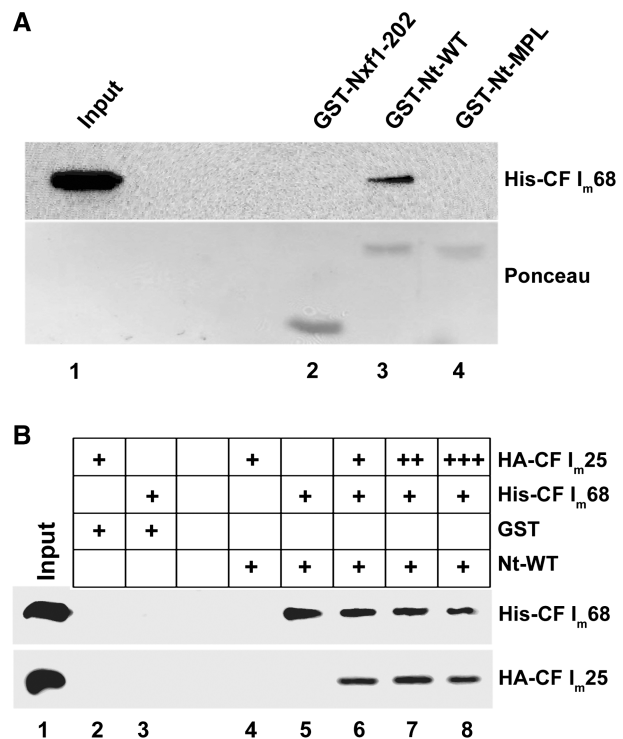 A
Input
GST-Nxf1-202
GST-Nt-WT
GST-Nt-MPL
His-CF Im68
Ponceau
1 2 3 4
B
Input
+ + + ++ +++ HA-CF Im25
+ + + + + His-CF Im68
+ + GST
+ + + + + Nt-WT
His-CF Im68
HA-CF Im25
1 2 3 4 5 6 7 8